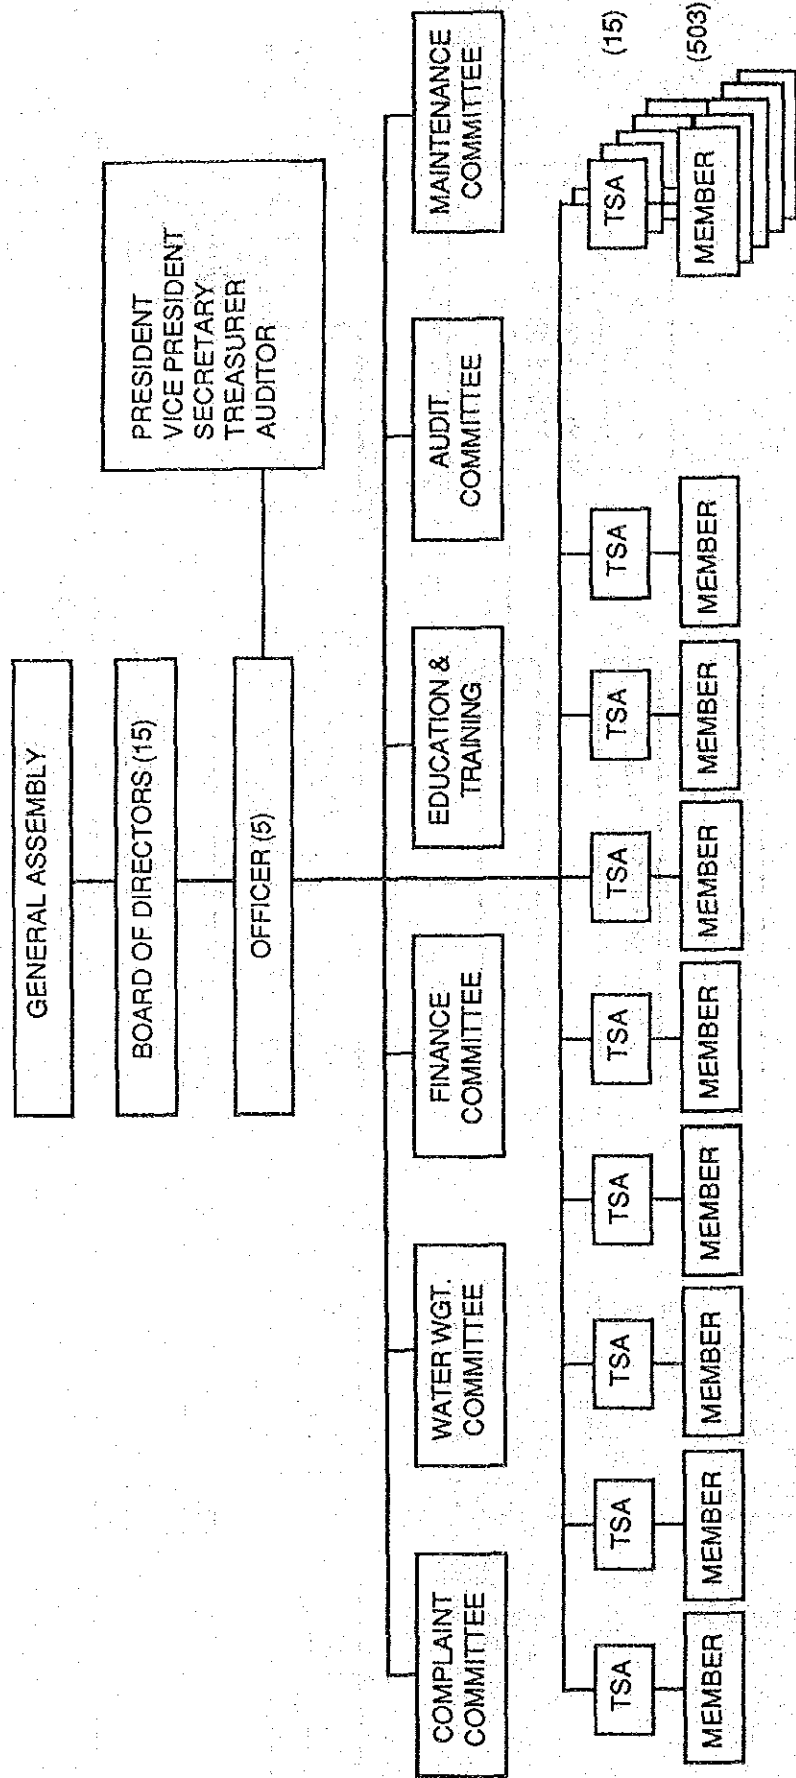 GENERAL ASSEMBLY
BOARD OF DIRECTORS (15)
OFFICER (5)
PRESIDENT
VICE PRESIDENT
SECRETARY
TREASURER
AUDITOR
COMPLAINT
COMMITTEE
WATER WGT.
COMMITTEE
FINANCE
COMMITTEE
EDUCATION &
TRAINING
AUDIT
COMMITTEE
MAINTENANCE
COMMITTEE
TSA
TSA
TSA
TSA
TSA
TSA
TSA
TSA
TSA
(15)
MEMBER
MEMBER
MEMBER
MEMBER
MEMBER
MEMBER
MEMBER
MEMBER
MEMBER
(503)